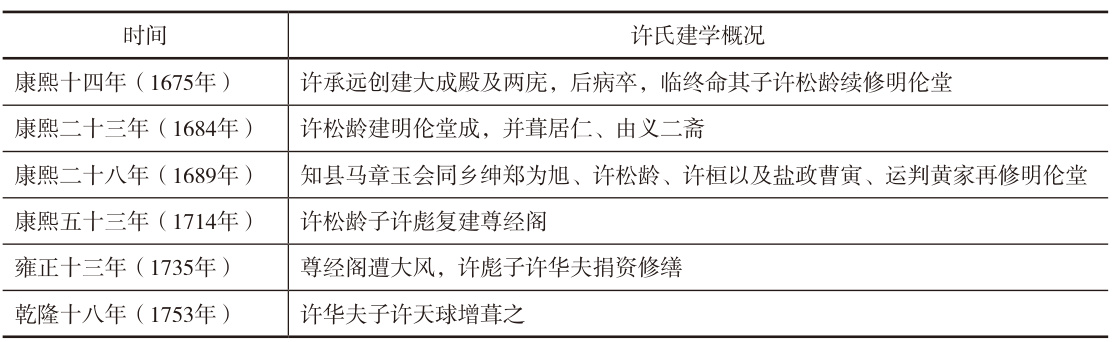 时间 许氏建学概况
康熙十四年（1675年） 许承远创建大成殿及两庑，后病卒，临终命其子许松龄续修明伦堂
康熙二十三年（1684年） 许松龄建明伦堂成，并葺居仁、由义二斋
康熙二十八年（1689年） 知县马章玉会同乡绅郑为旭、许松龄、许桓以及盐政曹寅、运判黄家再修明伦堂
康熙五十三年（1714年） 许松龄子许彪复建尊经阁
雍正十三年（1735年） 尊经阁遭大风，许彪子许华夫捐资修缮
乾隆十八年（1753年） 许华夫子许天球增葺之